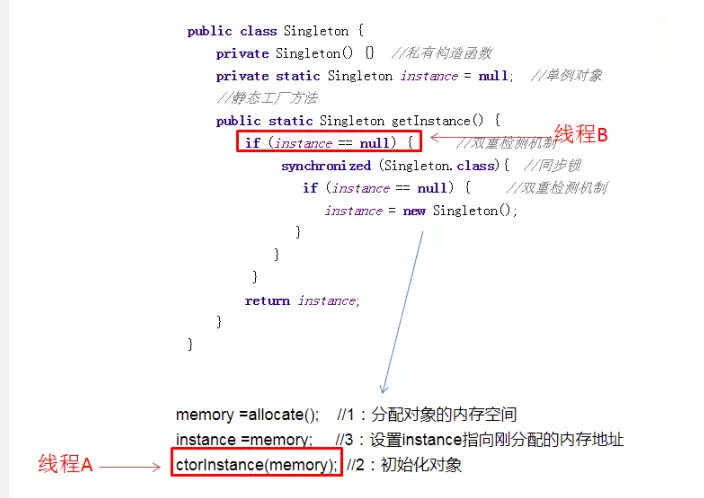 public class Singleton {
private Singleton() {}  //私有构造函数
private static Singleton instance = null;  //单例对象
//静态工厂方法
public static Singleton getInstance() {
if (instance == null) {  //双重检测机制
线程B
synchronized (Singleton.class){  //同步锁
if (instance == null) {  //双重检测机制
instance = new Singleton();
}
}
}
return instance;
}
}
memory =allocate();  //1：分配对象的内存空间
instance =memory;  //3：设置instance指向刚分配的内存地址
线程A
ctorInstance(memory); //2：初始化对象